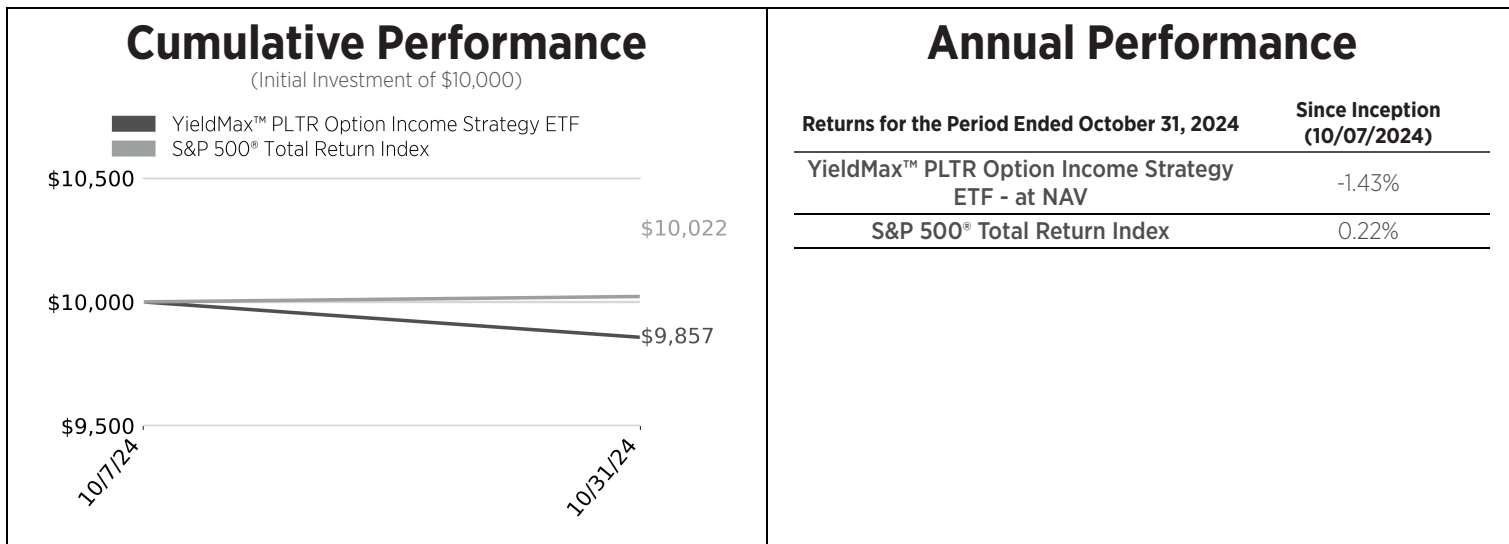 Cumulative Performance
(Initial Investment of $10,000)
YieldMax™ PLTR Option Income Strategy ETF
S&P 500® Total Return Index
$10,500
$10,022
$10,000
$9,857
$9,500
10/7/24
10/31/24
Annual Performance
Returns for the Period Ended October 31, 2024
Since Inception
(10/07/2024)
YieldMax™ PLTR Option Income Strategy
ETF - at NAV
-1.43%
S&P 500® Total Return Index
0.22%